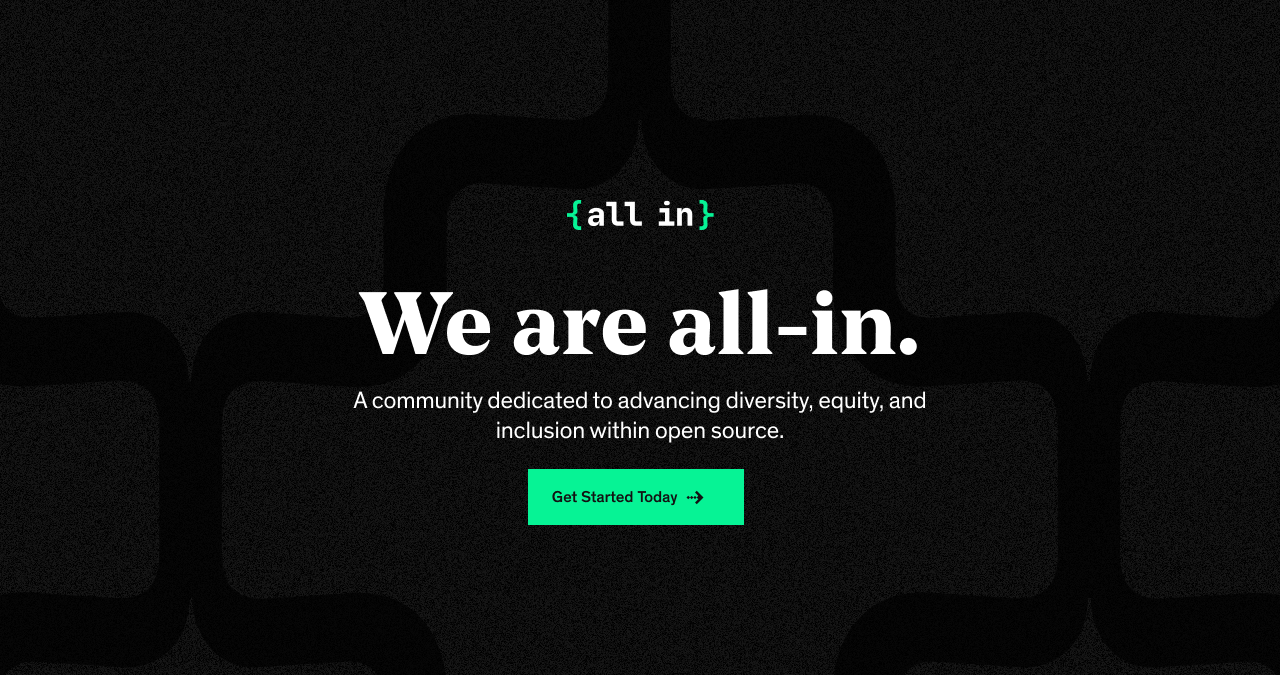 {all in}
We are all-in.
A community dedicated to advancing diversity, equity, and
inclusion within open source.
Get Started Today